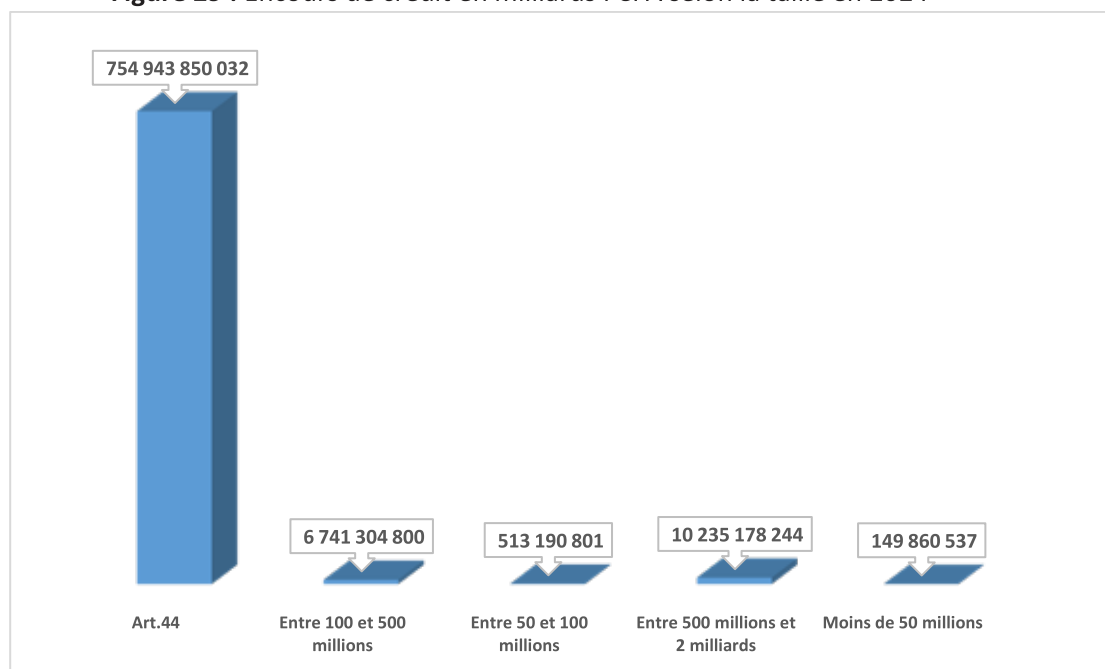 754 943 850 032
6 741 304 800
513 190 801
10 235 178 244
149 860 537
Art.44
Entre 100 et 500
millions
Entre 50 et 100
millions
Entre 500 millions et
2 milliards
Moins de 50 millions